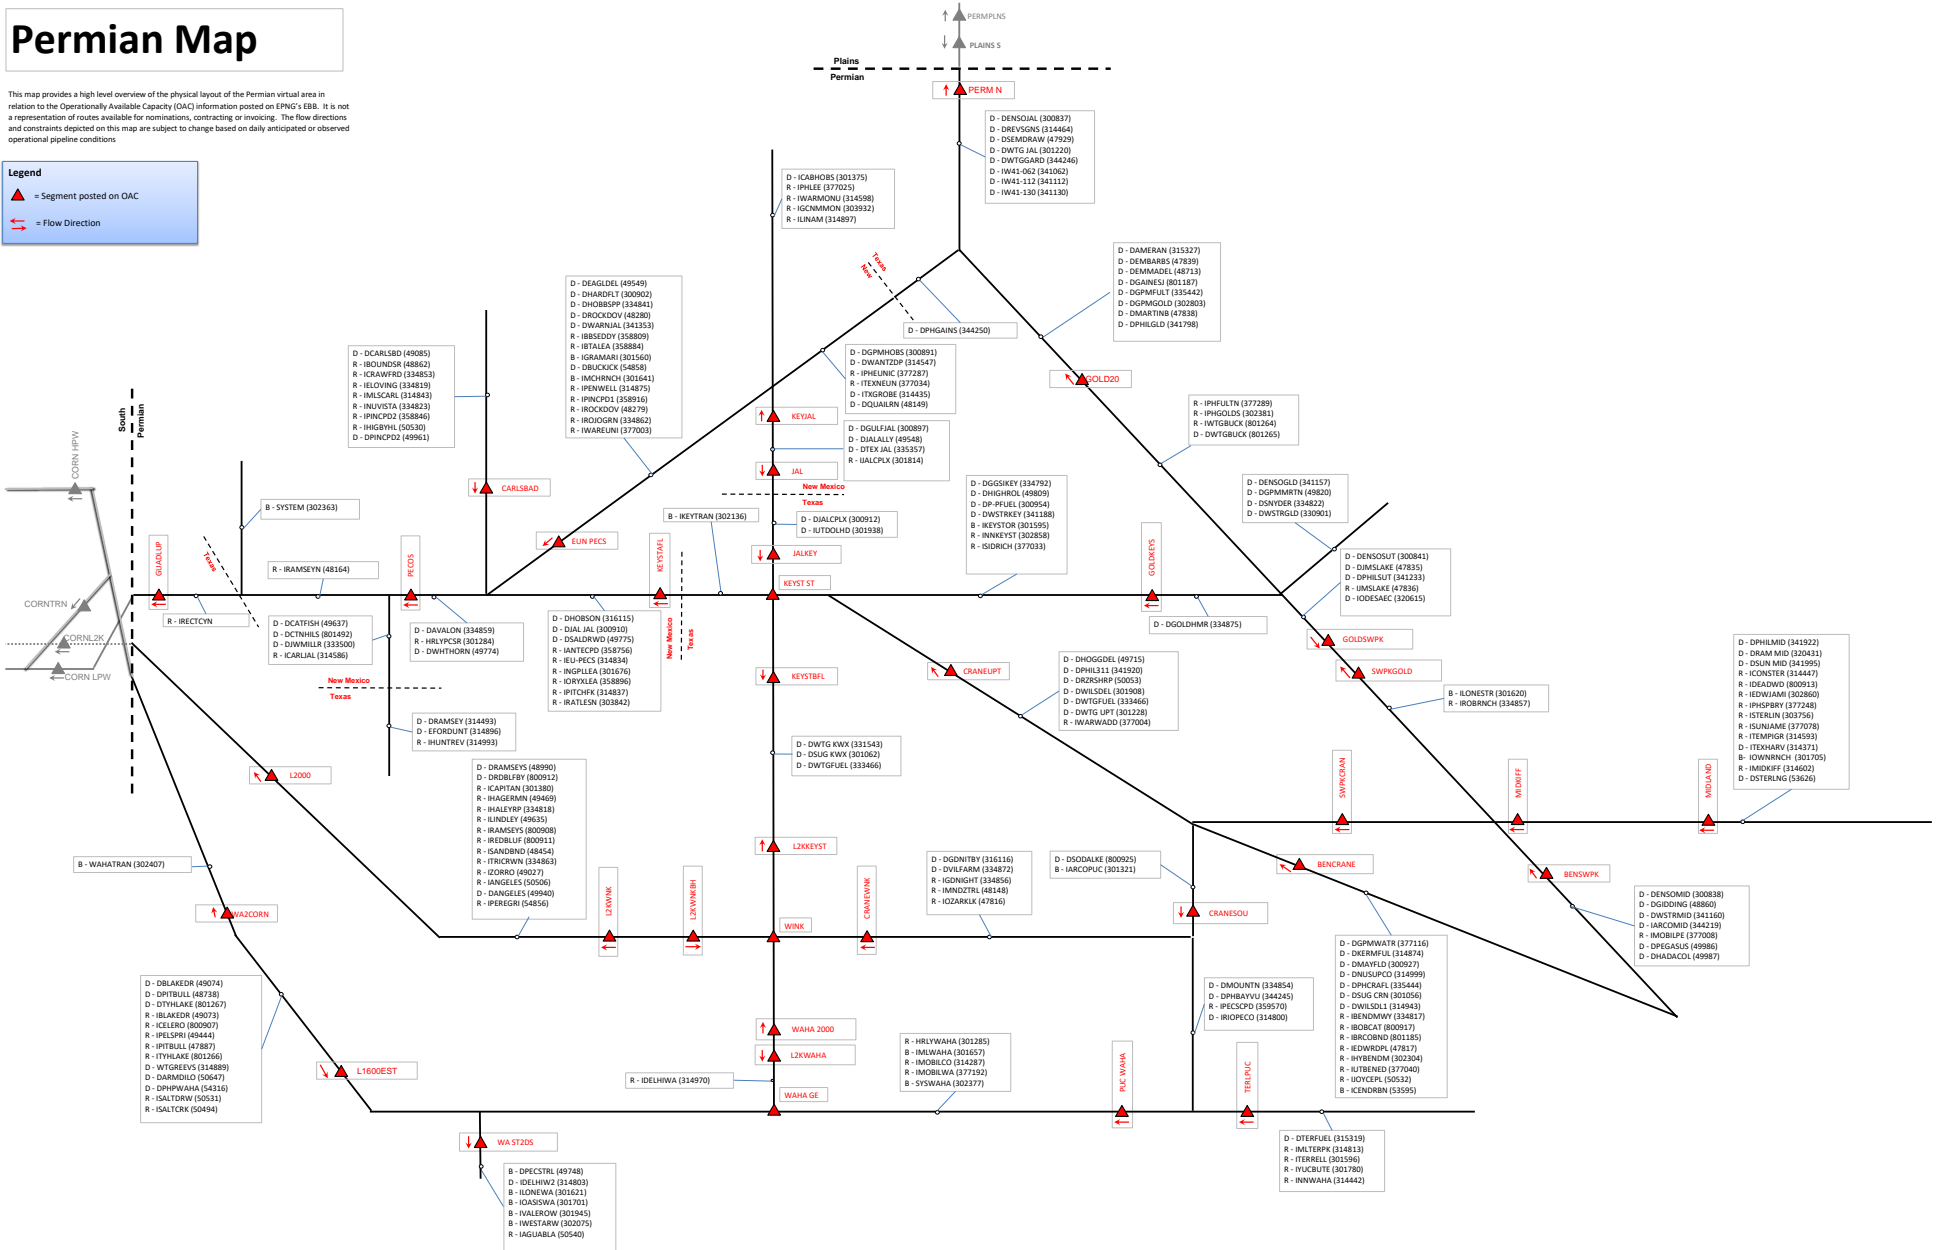 Permian Map
This map provides a high level overview of the physical layout of the Permian virtual area in
relation to the Operationally Available Capacity (OAC) information posted on EPNG's EBB. It is not
a representation of routes available for nominations, contracting or invoicing. The flow directions
and constraints depicted on this map are subject to change based on daily anticipated or observed
operational pipeline conditions
Legend
= Segment posted on OAC
= Flow Direction
PERMPLNS
PLAINS S
Plains
Permian
PERM N
D - DENSOJAL (300837)
D - DREVSGNS (314464)
D - DSEMDRAW (47929)
D - DWTG JAL (301220)
D - DWTGGARD (344246)
D - IW41-062 (341062)
D - IW41-112 (341112)
D - IW41-130 (341130)
D - ICABHOBS (301375)
R - IPHLEE (377025)
R - IWARMONU (314598)
R - IGCNMMON (303932)
R - ILINAM (314897)
Texas
New
D - DPHGAINS (344250)
D - DAMERAN (315327)
D - DEMBARBS (47839)
D - DEMMADEL (48713)
D - DGAINESJ (801187)
D - DGPMFULT (335442)
D - DGPMGOLD (302803)
D - DMARTINB (47838)
D - DPHILGLD (341798)
GOLD20
D - DEAGLDEL (49549)
D - DHARDFLT (300902)
D - DHOBBSPP (334841)
D - DROCKDOV (48280)
D - DWARNJAL (341353)
R - IBBSEDDY (358809)
R - IBTALEA (358884)
B - IGRAMARI (301560)
D - DBUCKJCK (54858)
B - IMCHRNCH (301641)
R - IPENWELL (314875)
R - IPINCPD1 (358916)
R - IROCKDOV (48279)
R - IROJOGRN (334862)
R - IWAREUNI (377003)
D - DCARLSBD (49085)
R - IBOUNDSR (48862)
R - ICRAWFRD (334853)
R - IELOVING (334819)
R - IMLSCARL (314843)
R - INUVISTA (334823)
R - IPINCPD2 (358846)
R - IHIGBYHL (50530)
D - DPINCPD2 (49961)
D - DGPMHOBS (300891)
D - DWANTZDP (314547)
R - IPHEUNIC (377287)
R - ITEXNEUN (377034)
D - ITXGROBE (314435)
D - DQUAILRN (48149)
KEYJAL
D - DGULFJAL (300897)
D - DJALALLY (49548)
D - DTEX JAL (335357)
R - IJALCPLX (301814)
JAL
New Mexico
Texas
D - DJALCPLX (300912)
D - IUTDOLHD (301938)
JALKEY
KEYST ST
R - IPHFULTN (377289)
R - IPHGOLDS (302381)
R - IWTGBUCK (801264)
D - DWTGBUCK (801265)
D - DENSOGLD (341157)
D - DGPMMRTN (49820)
D - DSNYDER (334822)
D - DWSTRGLD (330901)
D - DGGSIKEY (334792)
D - DHIGHROL (49809)
D - DP-PFUEL (300954)
D - DWSTRKEY (341188)
B - IKEYSTOR (301595)
R - INNKEYST (302858)
R - ISIDRICH (377033)
GOLDKEYS
D - DGOLDHMR (334875)
D - DENSOSUT (300841)
D - DJMSLAKE (47835)
D - DPHILSUT (341233)
R - IJMSLAKE (47836)
D - IODESAEC (320615)
GOLDSWPK
SWPKGOLD
B - ILONESTR (301620)
R - IROBRNCH (334857)
D - DPHILMID (341922)
D - DRAM MID (320431)
D - DSUN MID (341995)
R - ICONSTER (314447)
R - IDEADWD (800913)
R - IEDWJAMI (302860)
R - IPHSPBRY (377248)
R - ISTERLIN (303756)
R - ISUNJAME (377078)
R - ITEMPIGR (314593)
D - ITEXHARV (314371)
B- IOWNRNCH (301705)
R - IMIDKIFF (314602)
D - DSTERLNG (53626)
CARLSBAD
EUN PECS
KEYSTAFL
B - IKEYTRAN (302136)
New Mexico
Texas
B - SYSTEM (302363)
South
Permian
CORN HPW
CORNTRN
CORNL2K
CORN LPW
GUADLUP
R - IRECTCYN
Texas
R - IRAMSEYN (48164)
PECOS
D - DCATFISH (49637)
D - DCTNHILS (801492)
D - DJWMILLR (333500)
R - ICARLJAL (314586)
D - DAVALON (334859)
R - HRLYPCSR (301284)
D - DWHTHORN (49774)
New Mexico
Texas
D - DRAMSEY (314493)
D - EFORDUNT (314896)
R - IHUNTREV (314993)
D - DHOBSON (316115)
D - DJAL JAL (300910)
D - DSALDRWD (49775)
R - IANTECPD (358756)
R - IEU-PECS (314834)
R - INGPLLEA (301676)
R - IORYXLEA (358896)
R - IPITCHFK (314837)
R - IRATLESN (303842)
KEYSTBFL
CRANEUPT
D - DHOGGDEL (49715)
D - DPHIL311 (341920)
D - DRZRSHRP (50053)
D - DWILSDEL (301908)
D - DWTGFUEL (333466)
D - DWTG UPT (301228)
R - IWARWADD (377004)
D - DWTG KWX (331543)
D - DSUG KWX (301062)
D - DWTGFUEL (333466)
L2000
D - DRAMSEYS (48990)
D - DRDBLFBY (800912)
R - ICAPITAN (301380)
R - IHAGERMN (49469)
R - IHALEYRP (334818)
R - ILINDLEY (49635)
R - IRAMSEYS (800908)
R - IREDBLUF (800911)
R - ISANDBND (48454)
R - ITRICRWN (334863)
R - IZORRO (49027)
R - IANGELES (50506)
D - DANGELES (49940)
R - IPEREGRI (54856)
L2KWNK
L2KWNKBH
L2KKEYST
WINK
CRANEWNK
D - DGDNITBY (316116)
D - DVILFARM (334872)
R - IGDNIGHT (334856)
R - IMNDZTRL (48148)
R - IOZARKLK (47816)
D - DSODALKE (800925)
B - IARCOPUC (301321)
CRANESOU
SWPKCRAN
MIDKIFF
MIDLAND
BENCRANE
BENSWPK
D - DENSOMID (300838)
D - DGIDDING (48860)
D - DWSTRMID (341160)
D - IARCOMID (344219)
R - IMOBILPE (377008)
D - DPEGASUS (49986)
D - DHADACOL (49987)
D - DGPMWATR (377116)
D - DKERMFUL (314874)
D - DMAYFLD (300927)
D - DNUSUPCO (314999)
D - DPHCRAFL (335444)
D - DSUG CRN (301056)
D - DWILSDL1 (314943)
R - IBENDMWY (334817)
R - IBOBCAT (800917)
R - IBRCOBND (801185)
R - IEDWRDPL (47817)
R - IHYBENDM (302304)
R - IUTBENED (377040)
R - IJOYCEPL (50532)
B - ICENDRBN (53595)
B - WAHATRAN (302407)
WA2CORN
D - DBLAKEDR (49074)
D - DPITBULL (48738)
D - DTYHLAKE (801267)
R - IBLAKEDR (49073)
R - ICELERO (800907)
R - IPELSPRI (49444)
R - IPITBULL (47887)
R - ITYHLAKE (801266)
D - WTGREEVS (314889)
D - DARMDILO (50647)
D - DPHPWAHA (54316)
R - ISALTDRW (50531)
R - ISALTCRK (50494)
L1600EST
WAHA 2000
L2KWAHA
R - IDELHIWA (314970)
WAHA GE
R - HRLYWAHA (301285)
B - IMLWAHA (301657)
R - IMOBILCO (314287)
R - IMOBILWA (377192)
B - SYSWAHA (302377)
PUC WAHA
TERLPUC
D - DMOUNTN (334854)
D - DPHBAYVU (344245)
R - IPECSCPD (359570)
D - IRIOPECO (314800)
WA ST2DS
B - DPECSTRL (49748)
D - IDELHIW2 (314803)
B - ILONEWA (301621)
B - IOASISWA (301701)
B - IVALEROW (301945)
B - IWESTARW (302075)
R - IAGUABLA (50540)
D - DTERFUEL (315319)
R - IMLTERPK (314813)
R - ITERRELL (301596)
R - IYUCBUTE (301780)
R - INNWAHA (314442)